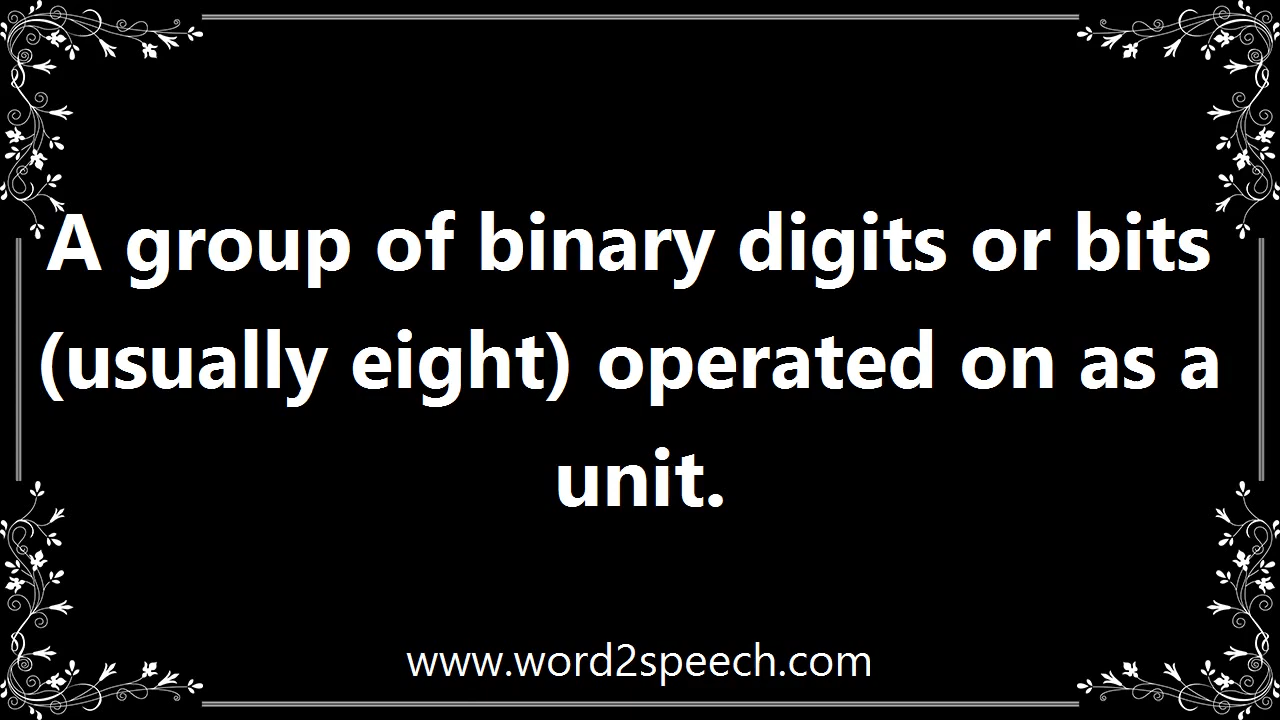 A group of binary digits or bits
(usually eight) operated on as a
unit.
www.word2speech.com